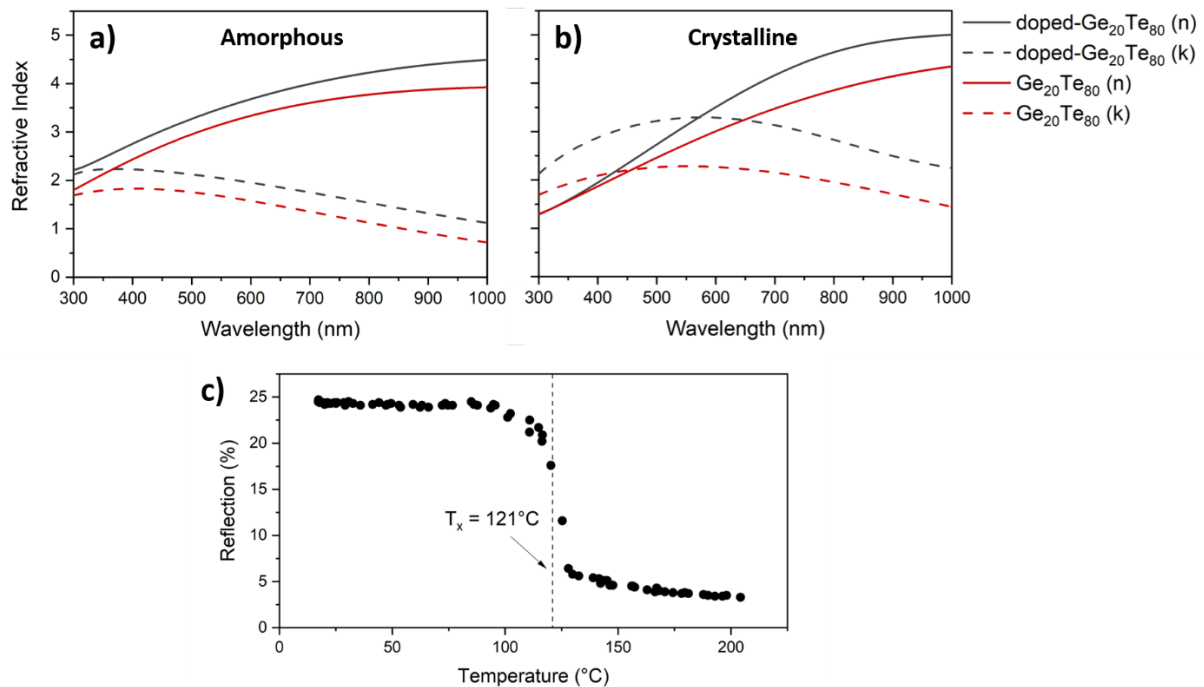 a) Amorphous
b) Crystalline
doped-Ge₂₀Te₈₀ (n)
doped-Ge₂₀Te₈₀ (k)
Ge₂₀Te₈₀ (n)
Ge₂₀Te₈₀ (k)
Refractive Index
5
4
3
2
1
0
300 400 500 600 700 800 900 1000
300 400 500 600 700 800 900 1000
Wavelength (nm)
Wavelength (nm)
c)
Reflection (%)
25
20
15
10
5
0
Tₓ = 121°C
0 50 100 150 200
Temperature (°C)